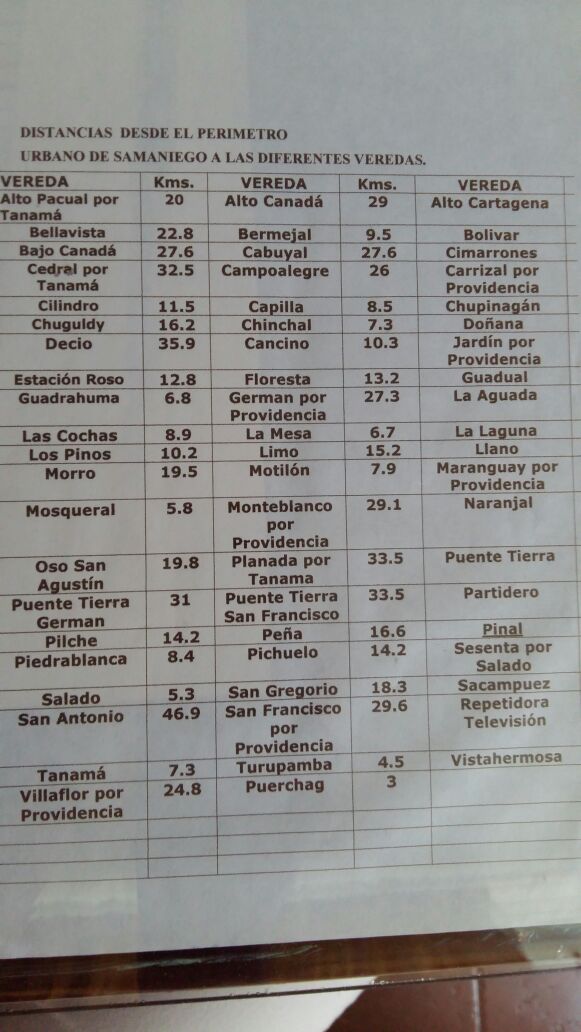 DISTANCIAS DESDE EL PERIMETRO
URBANO DE SAMANIEGO A LAS DIFERENTES VEREDAS.
VEREDA Kms. VEREDA Kms. VEREDA
Alto Pacual por 20 Alto Canadá 29 Alto Cartagena
Tanamá
Bellavista 22.8 Bermejal 9.5 Bolivar
Bajo Canadá 27.6 Cabuyal 27.6 Cimarrones
Cedral por 32.5 Campoalegre 26 Carrizal por
Tanamá Providencia
Cilindro 11.5 Capilla 8.5 Chupinagán
Chuguldy 16.2 Chinchal 7.3 Doñana
Decio 35.9 Cancino 10.3 Jardín por
Providencia
Estación Roso 12.8 Floresta 13.2 Guadual
Guadrahuma 6.8 German por 27.3 La Aguada
Providencia
Las Cochas 8.9 La Mesa 6.7 La Laguna
Los Pinos 10.2 Limo 15.2 Llano
Morro 19.5 Motilón 7.9 Maranguay por
Providencia
Mosqueral 5.8 Monteblanco 29.1 Naranjal
por
Providencia
Oso San 19.8 Planada por 33.5 Puente Tierra
Agustín Tanama
Puente Tierra 31 Puente Tierra 33.5 Partidero
German San Francisco
Pilche 14.2 Peña 16.6 Pinal
Piedrablanca 8.4 Pichuelo 14.2 Sesenta por
Salado
Salado 5.3 San Gregorio 18.3 Sacampuez
San Antonio 46.9 San Francisco 29.6 Repetidora
por Televisión
Providencia
Tanamá 7.3 Turupamba 4.5 Vistahermosa
Villaflor por 24.8 Puerchag 3
Providencia